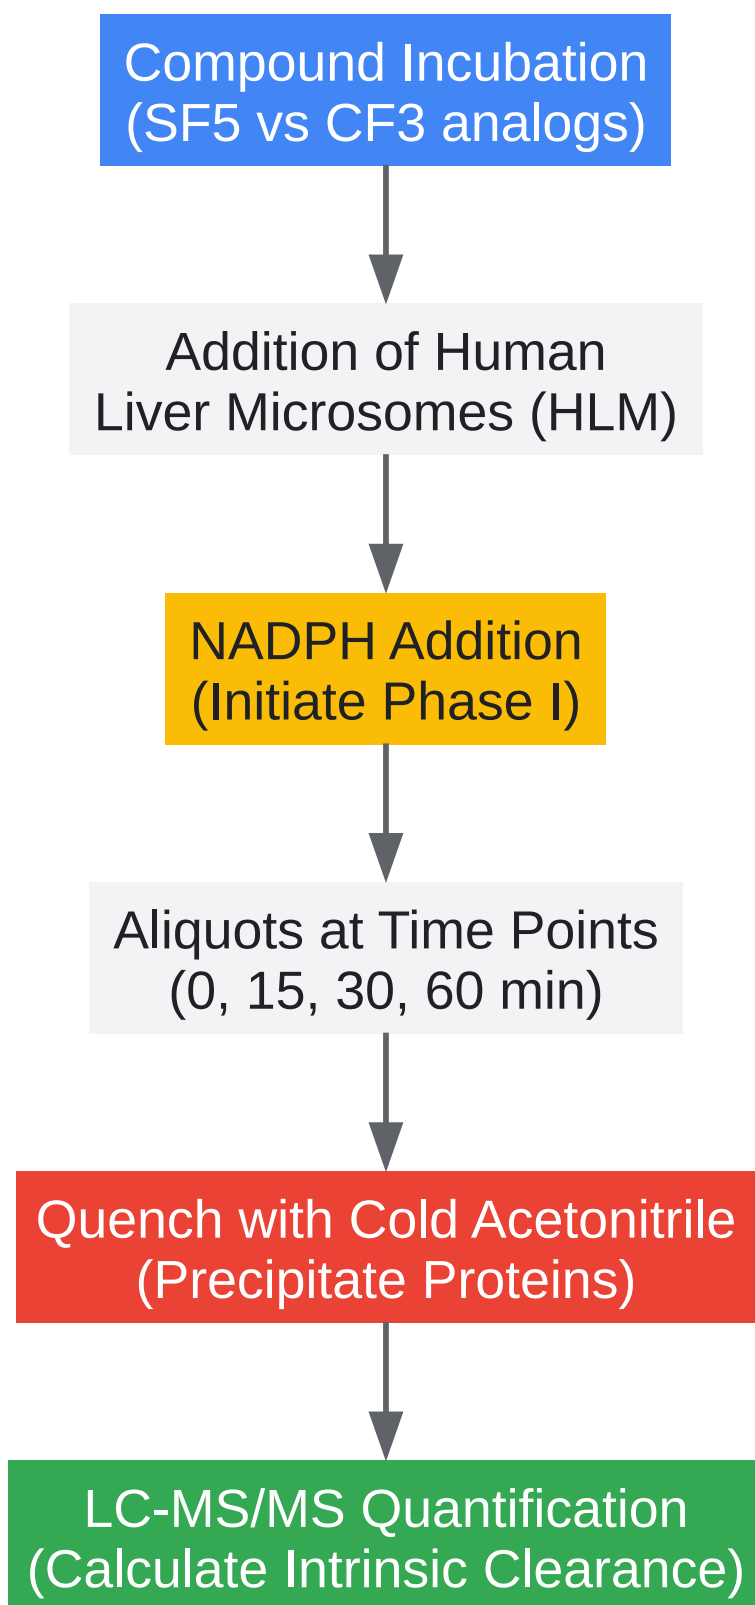 Compound Incubation
(SF5 vs CF3 analogs)
Addition of Human
Liver Microsomes (HLM)
NADPH Addition
(Initiate Phase I)
Aliquots at Time Points
(0, 15, 30, 60 min)
Quench with Cold Acetonitrile
(Precipitate Proteins)
LC-MS/MS Quantification
(Calculate Intrinsic Clearance)